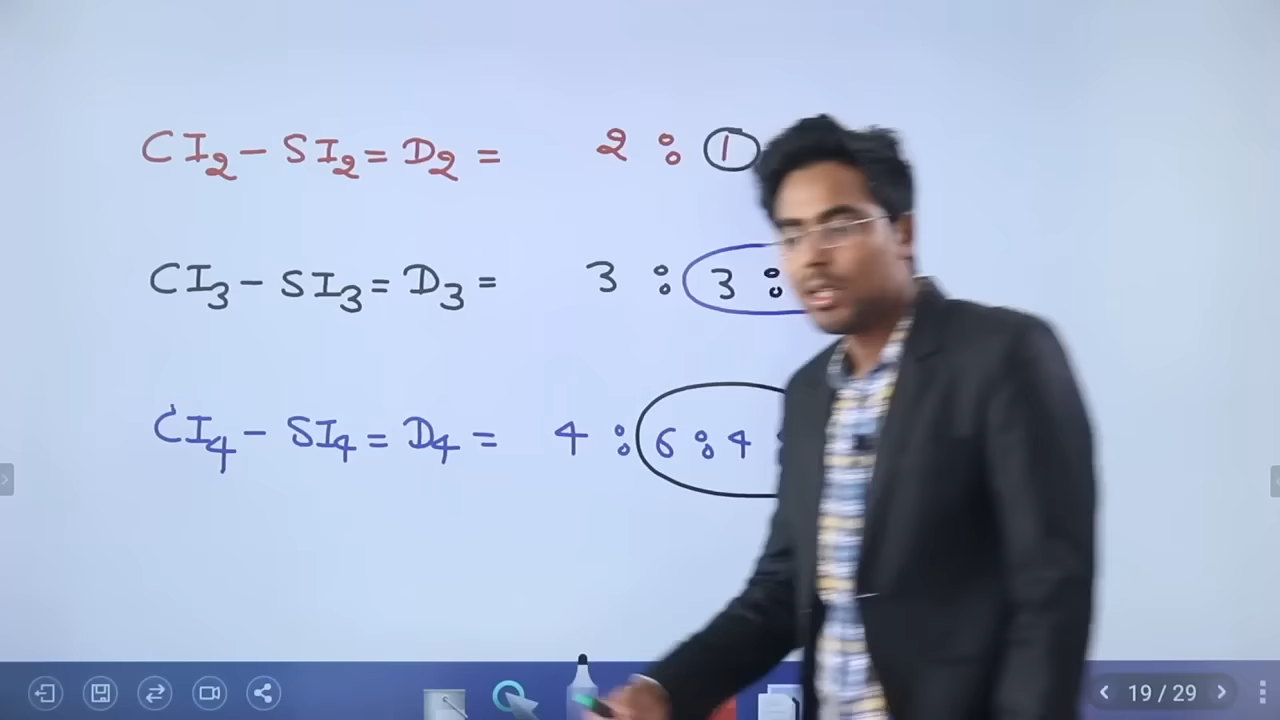 CI2 - SI2 = D2 = 2 : 1
CI3 - SI3 = D3 = 3 : 3 :
CI4 - SI4 = D4 = 4 : 6 : 4
19 / 29